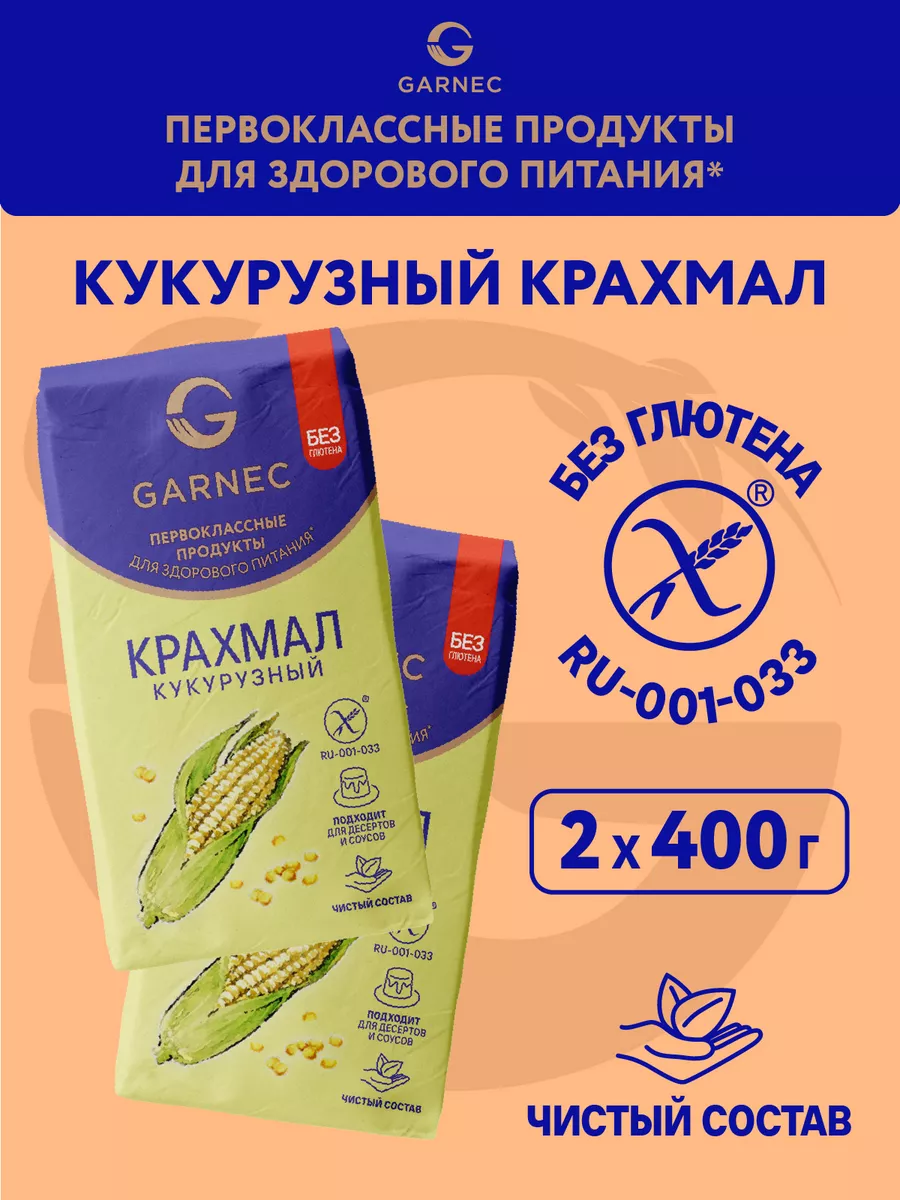 GARNEC
ПЕРВОКЛАССНЫЕ ПРОДУКТЫ
ДЛЯ ЗДОРОВОГО ПИТАНИЯ*
КУКУРУЗНЫЙ КРАХМАЛ
БЕЗ
ГЛЮТЕНА
GARNEC
ПЕРВОКЛАССНЫЕ
ПРОДУКТЫ
ДЛЯ ЗДОРОВОГО ПИТАНИЯ*
КРАХМАЛ
КУКУРУЗНЫЙ
®
RU-001-033
ПОДХОДИТ
ДЛЯ ДЕСЕРТОВ
И СОУСОВ
ЧИСТЫЙ СОСТАВ
БЕЗ
ГЛЮТЕНА
EC
ИЯ*
RU-001-033
ПОДХОДИТ
ДЛЯ ДЕСЕРТОВ
И СОУСОВ
ЧИСТЫЙ СОСТАВ
БЕЗ ГЛЮТЕНА
®
RU-001-033
2 х 400 г
ЧИСТЫЙ СОСТАВ